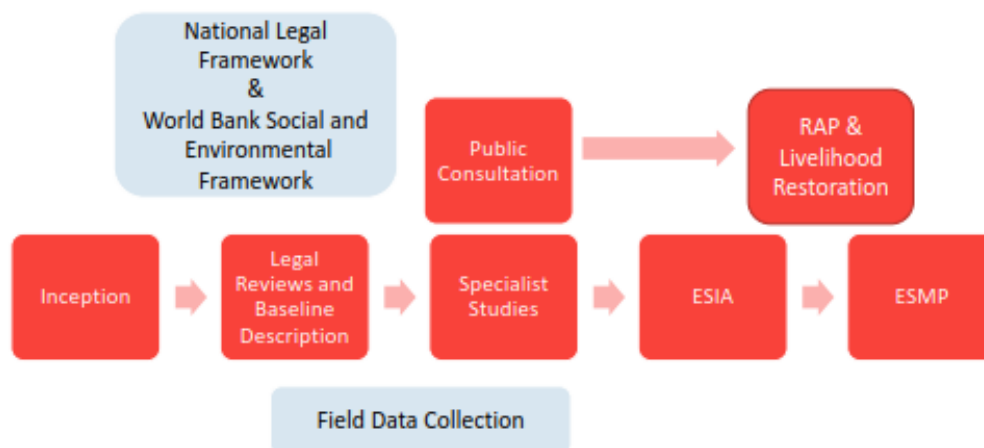 National Legal
Framework
&
World Bank Social and
Environmental
Framework
Public
Consultation
RAP &
Livelihood
Restoration
Inception
Legal
Reviews and
Baseline
Description
Specialist
Studies
ESIA
ESMP
Field Data Collection